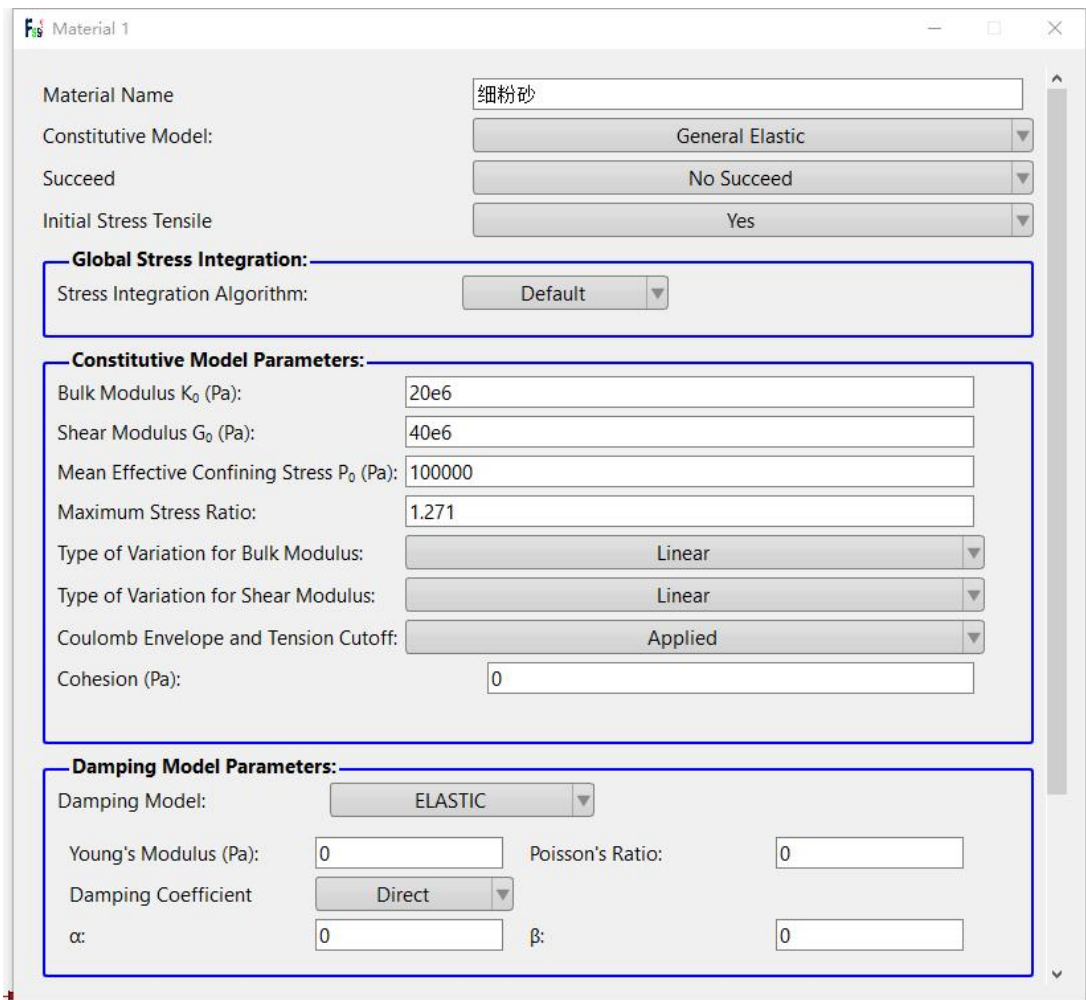 Fssi Material 1
Material Name 细粉砂
Constitutive Model: General Elastic
Succeed No Succeed
Initial Stress Tensile Yes
Global Stress Integration:
Stress Integration Algorithm: Default
Constitutive Model Parameters:
Bulk Modulus K₀ (Pa): 20e6
Shear Modulus G₀ (Pa): 40e6
Mean Effective Confining Stress P₀ (Pa): 100000
Maximum Stress Ratio: 1.271
Type of Variation for Bulk Modulus: Linear
Type of Variation for Shear Modulus: Linear
Coulomb Envelope and Tension Cutoff: Applied
Cohesion (Pa): 0
Damping Model Parameters:
Damping Model: ELASTIC
Young's Modulus (Pa): 0 Poisson's Ratio: 0
Damping Coefficient Direct
α: 0 β: 0